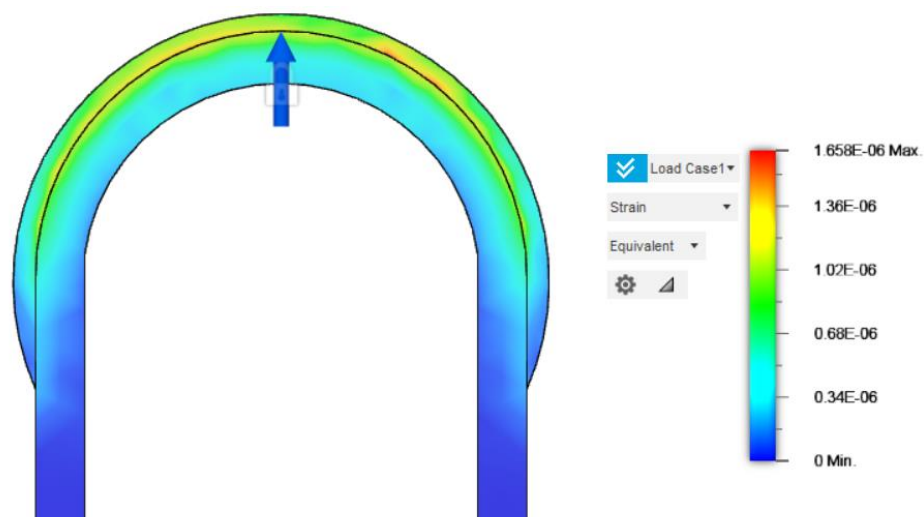 Load Case1
Strain
Equivalent
1.658E-06 Max.
1.36E-06
1.02E-06
0.68E-06
0.34E-06
0 Min.